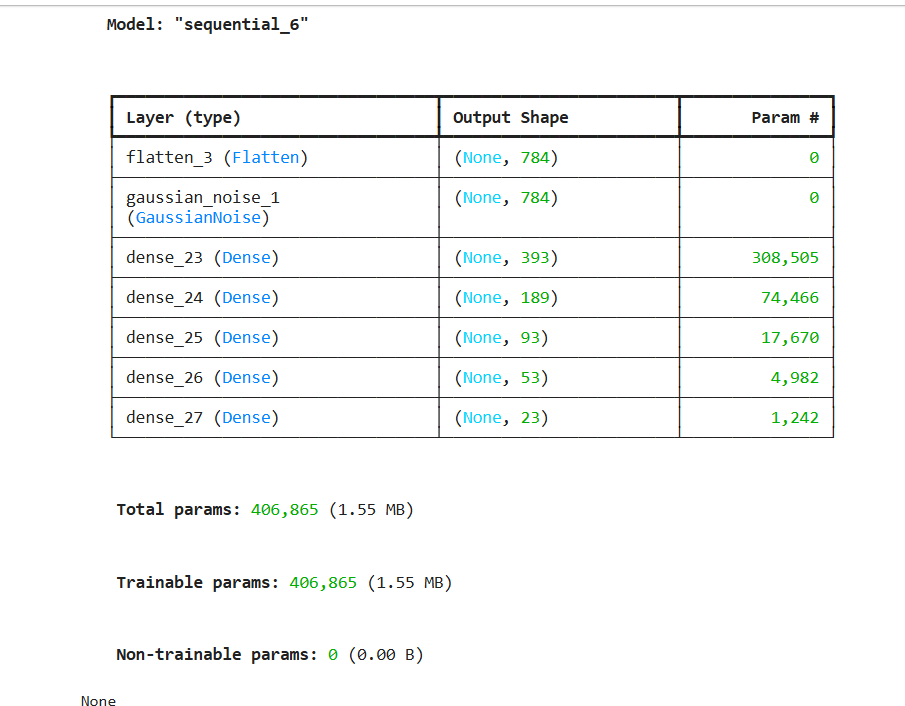 Model: "sequential_6"
Layer (type) Output Shape Param #
flatten_3 (Flatten) (None, 784) 0
gaussian_noise_1 (None, 784) 0
(GaussianNoise)
dense_23 (Dense) (None, 393) 308,505
dense_24 (Dense) (None, 189) 74,466
dense_25 (Dense) (None, 93) 17,670
dense_26 (Dense) (None, 53) 4,982
dense_27 (Dense) (None, 23) 1,242
Total params: 406,865 (1.55 MB)
Trainable params: 406,865 (1.55 MB)
Non-trainable params: 0 (0.00 B)
None